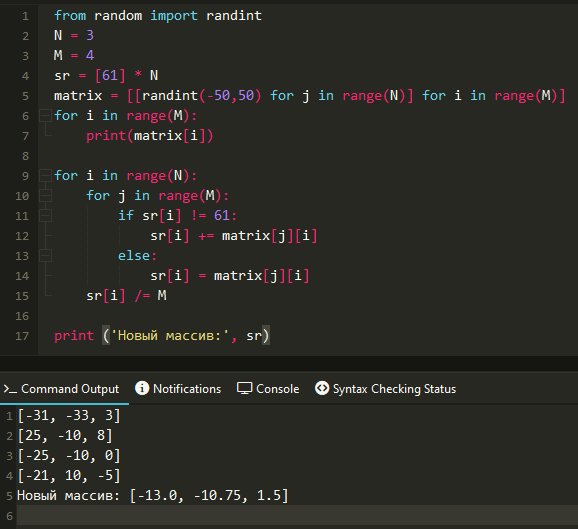 1 from random import randint
2 N = 3
3 M = 4
4 sr = [61] * N
5 matrix = [[randint(-50,50) for j in range(N)] for i in range(M)]
6 for i in range(M):
7     print(matrix[i])
8
9 for i in range(N):
10     for j in range(M):
11         if sr[i] != 61:
12             sr[i] += matrix[j][i]
13         else:
14             sr[i] = matrix[j][i]
15     sr[i] /= M
16
17 print ('Новый массив:', sr)
Command Output Notifications Console Syntax Checking Status
1 [-31, -33, 3]
2 [25, -10, 8]
3 [-25, -10, 0]
4 [-21, 10, -5]
5 Новый массив: [-13.0, -10.75, 1.5]
6